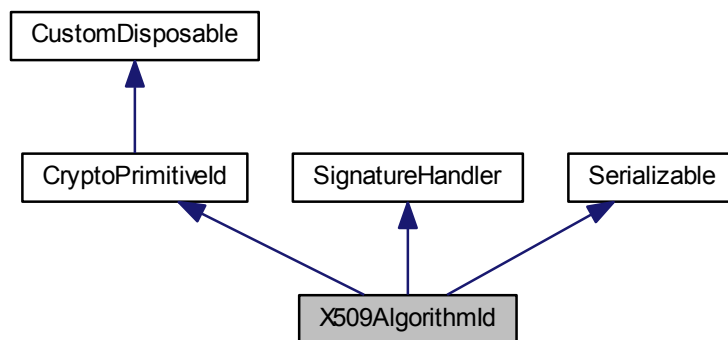 CustomDisposable
CryptoPrimitiveId
SignatureHandler
Serializable
X509AlgorithmId